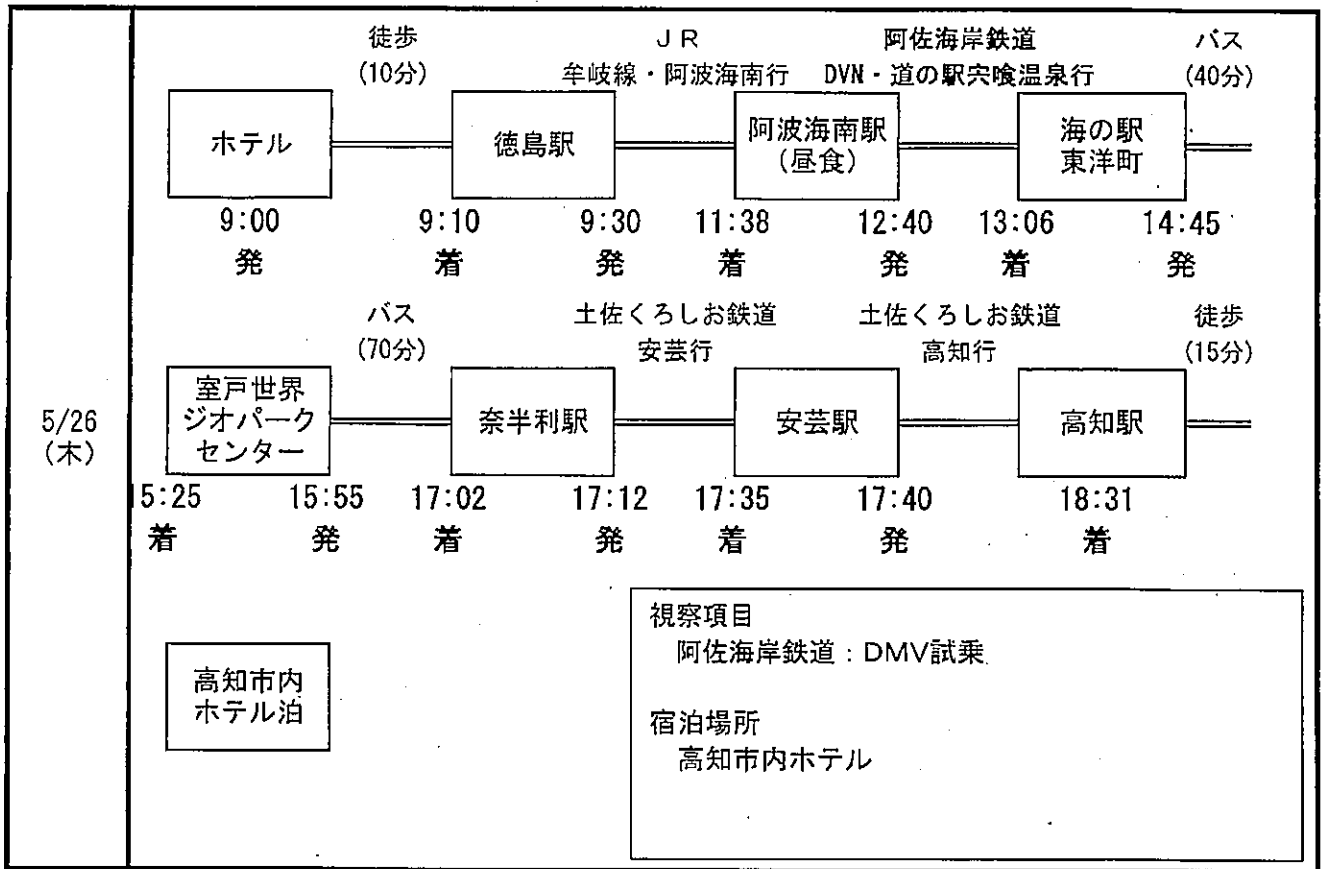 5/26
(木)
徒歩
(10分)
JR
牟岐線・阿波海南行
阿佐海岸鉄道
DVN・道の駅宍喰温泉行
バス
(40分)
ホテル
徳島駅
阿波海南駅
(昼食)
海の駅
東洋町
9:00
発
9:10
着
9:30
発
11:38
着
12:40
発
13:06
着
14:45
発
バス
(70分)
土佐くろしお鉄道
安芸行
土佐くろしお鉄道
高知行
徒歩
(15分)
室戸世界
ジオパーク
センター
奈半利駅
安芸駅
高知駅
15:25
着
15:55
発
17:02
着
17:12
発
17:35
着
17:40
発
18:31
着
高知市内
ホテル泊
視察項目
阿佐海岸鉄道:DMV試乗
宿泊場所
高知市内ホテル